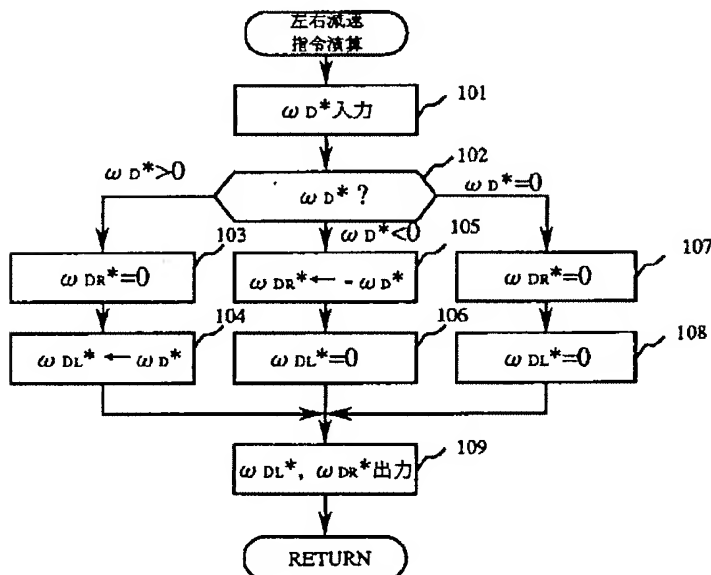 左右減速
指令演算
ω D* 入力
101
102
ω D*>0
ω D* ?
ω D*=0
ω D*<0
103
105
107
ω DR*=0
ω DR* ← - ω D*
ω DR*=0
104
106
108
ω DL* ← ω D*
ω DL*=0
ω DL*=0
109
ω DL*, ω DR* 出力
RETURN